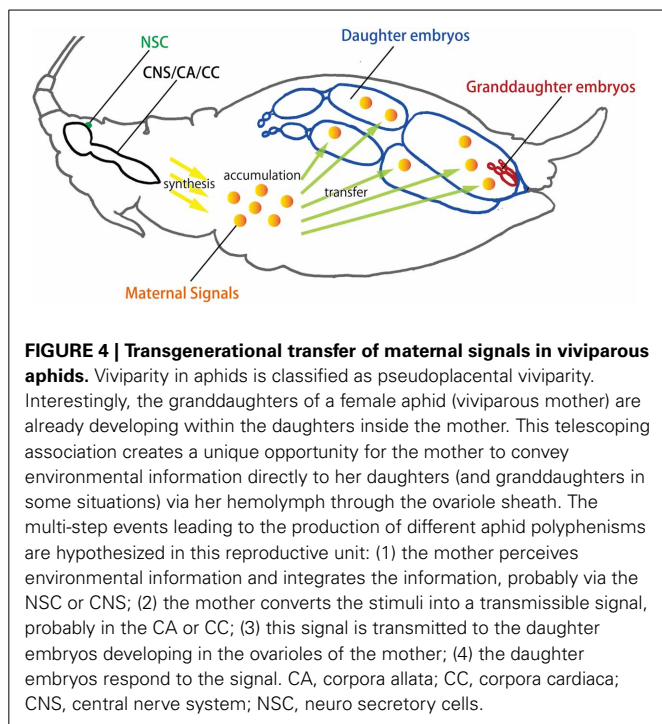 NSC
Daughter embryos
CNS/CA/CC
Granddaughter embryos
synthesis
accumulation
transfer
Maternal Signals
FIGURE 4 | Transgenerational transfer of maternal signals in viviparous
aphids. Viviparity in aphids is classified as pseudoplacental viviparity.
Interestingly, the granddaughters of a female aphid (viviparous mother) are
already developing within the daughters inside the mother. This telescoping
association creates a unique opportunity for the mother to convey
environmental information directly to her daughters (and granddaughters in
some situations) via her hemolymph through the ovariole sheath. The
multi-step events leading to the production of different aphid polyphenisms
are hypothesized in this reproductive unit: (1) the mother perceives
environmental information and integrates the information, probably via the
NSC or CNS; (2) the mother converts the stimuli into a transmissible signal,
probably in the CA or CC; (3) this signal is transmitted to the daughter
embryos developing in the ovarioles of the mother; (4) the daughter
embryos respond to the signal. CA, corpora allata; CC, corpora cardiaca;
CNS, central nerve system; NSC, neuro secretory cells.